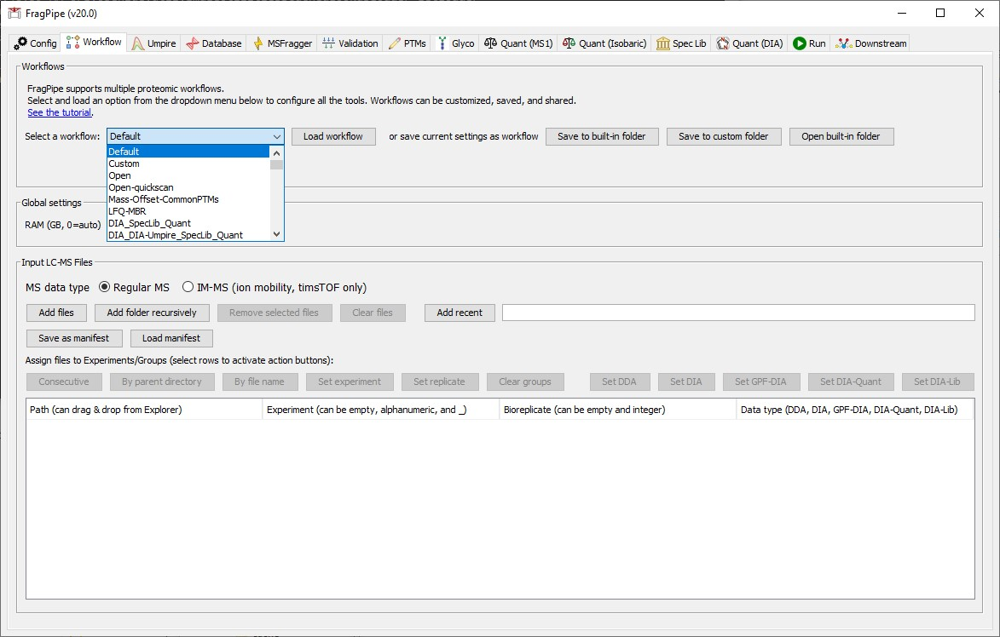 FragPipe (v20.0)
Config Workflow Umpire Database MSFragger Validation PTMs Glyco Quant (MS1) Quant (Isobaric) Spec Lib Quant (DIA) Run Downstream
Workflows
FragPipe supports multiple proteomic workflows.
Select and load an option from the dropdown menu below to configure all the tools. Workflows can be customized, saved, and shared.
See the tutorial.
Select a workflow: Default Load workflow or save current settings as workflow Save to built-in folder Save to custom folder Open built-in folder
Default
Custom
Open
Open-quickscan
Mass-Offset-CommonPTMs
LFQ-MBR
DIA_SpecLib_Quant
DIA_DIA-Umpire_SpecLib_Quant
Global settings
RAM (GB, 0=auto)
Input LC-MS Files
MS data type Regular MS IM-MS (ion mobility, timsTOF only)
Add files Add folder recursively Remove selected files Clear files Add recent
Save as manifest Load manifest
Assign files to Experiments/Groups (select rows to activate action buttons):
Consecutive By parent directory By file name Set experiment Set replicate Clear groups Set DDA Set DIA Set GPF-DIA Set DIA-Quant Set DIA-Lib
Path (can drag & drop from Explorer) Experiment (can be empty, alphanumeric, and _) Bioreplicate (can be empty and integer) Data type (DDA, DIA, GPF-DIA, DIA-Quant, DIA-Lib)